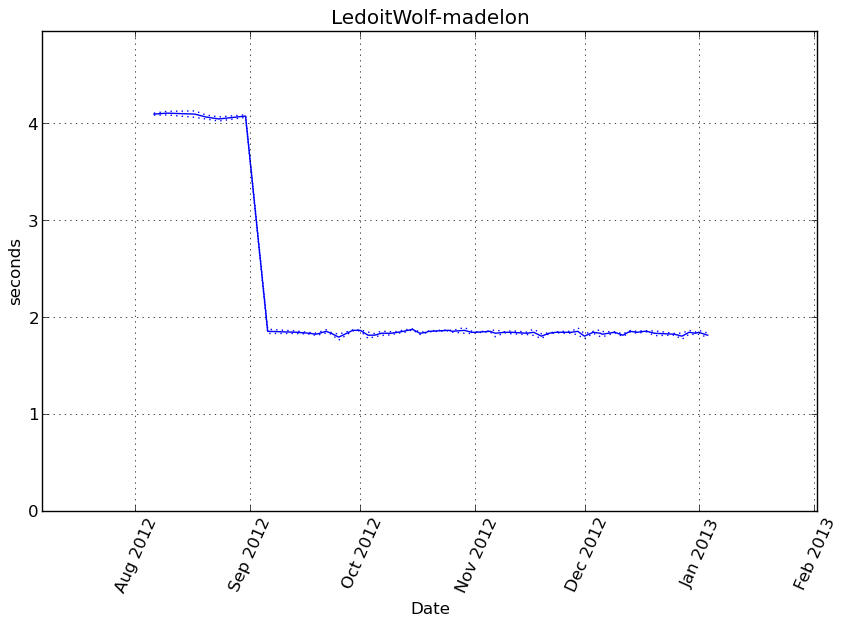 LedoitWolf-madelon
4
3
2
1
0
seconds
Aug 2012
Sep 2012
Oct 2012
Nov 2012
Dec 2012
Jan 2013
Feb 2013
Date